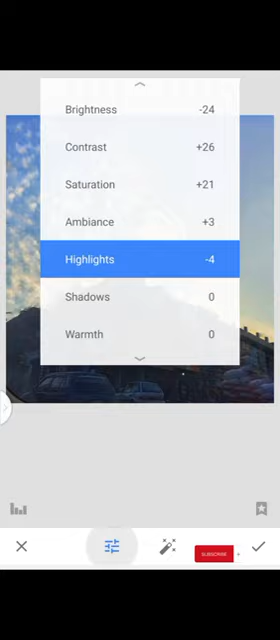 Brightness -24
Contrast +26
Saturation +21
Ambiance +3
Highlights -4
Shadows 0
Warmth 0
SUBSCRIBE